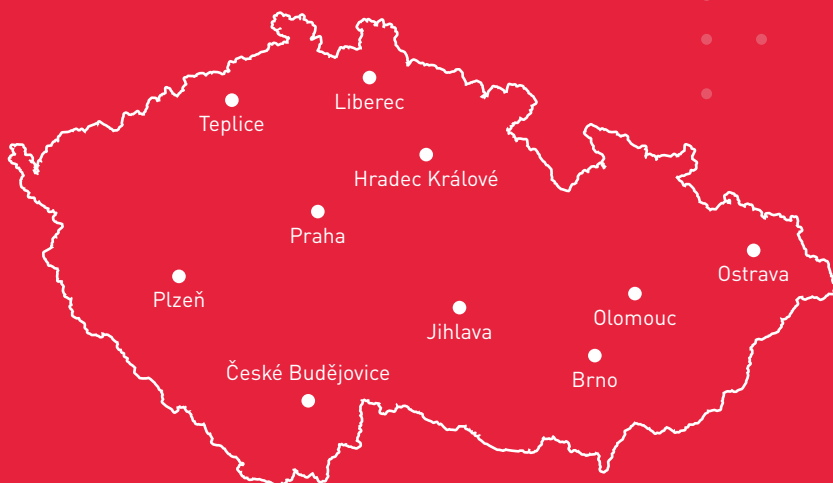 Liberec
Teplice
Hradec Králové
Praha
Ostrava
Plzeň
Olomouc
Jihlava
České Budějovice
Brno